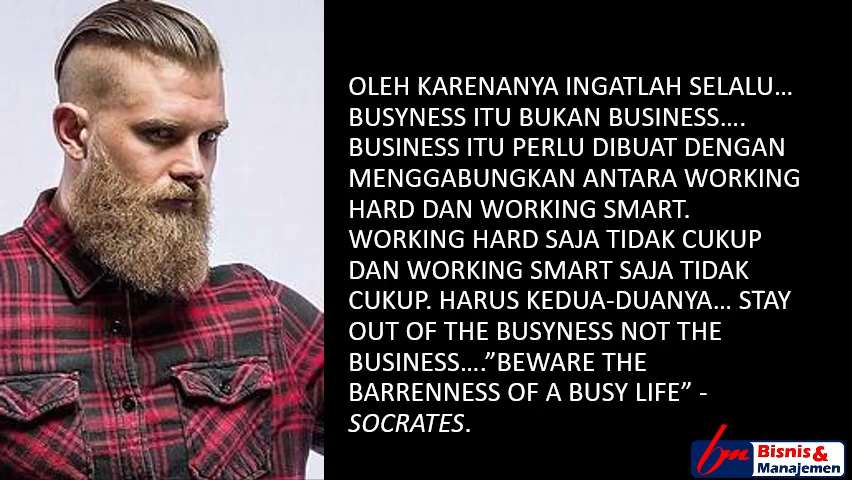 OLEH KARENANYA INGATLAH SELALU…
BUSYNESS ITU BUKAN BUSINESS….
BUSINESS ITU PERLU DIBUAT DENGAN
MENGGABUNGKAN ANTARA WORKING
HARD DAN WORKING SMART.
WORKING HARD SAJA TIDAK CUKUP
DAN WORKING SMART SAJA TIDAK
CUKUP. HARUS KEDUA-DUANYA… STAY
OUT OF THE BUSYNESS NOT THE
BUSINESS….”BEWARE THE
BARRENNESS OF A BUSY LIFE” -
SOCRATES.
bm Bisnis &
Manajemen